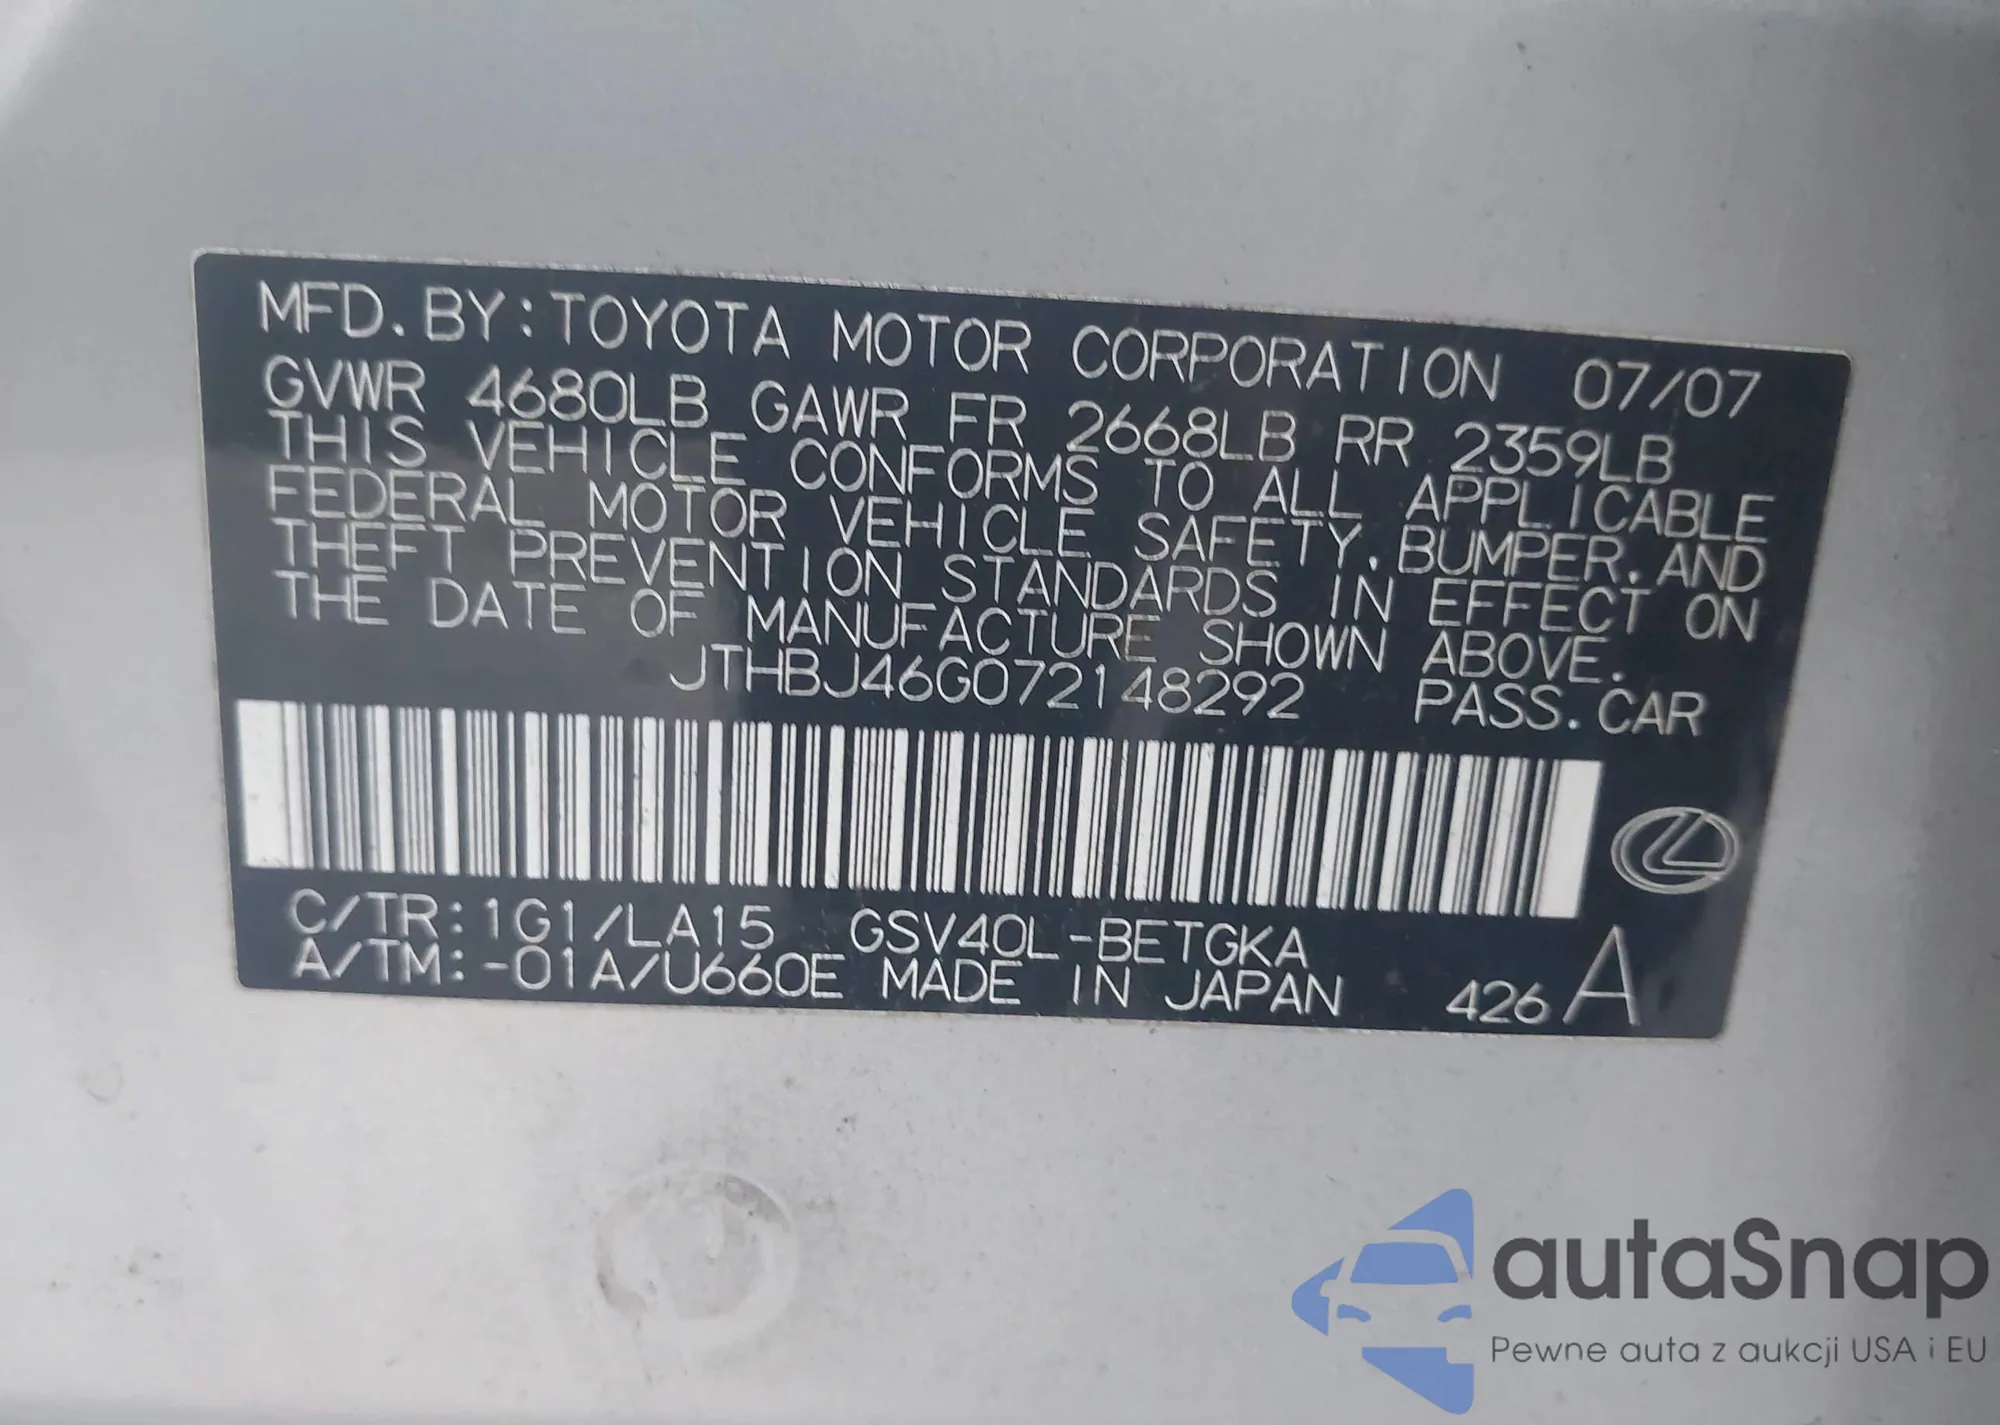 MFD. BY: TOYOTA MOTOR CORPORATION 07/07
GVWR 4680LB GAWR FR 2668LB RR 2359LB
THIS VEHICLE CONFORMS TO ALL APPLICABLE
FEDERAL MOTOR VEHICLE SAFETY, BUMPER, AND
THEFT PREVENTION STANDARDS IN EFFECT ON
THE DATE OF MANUFACTURE SHOWN ABOVE.
JTHBJ46G072148292 PASS. CAR
C/TR: 1G1/LA15 GSV40L-BETGKA
A/TM: -01A/U660E MADE IN JAPAN 426 A
autaSnap
Pewne auta z aukcji USA i EU